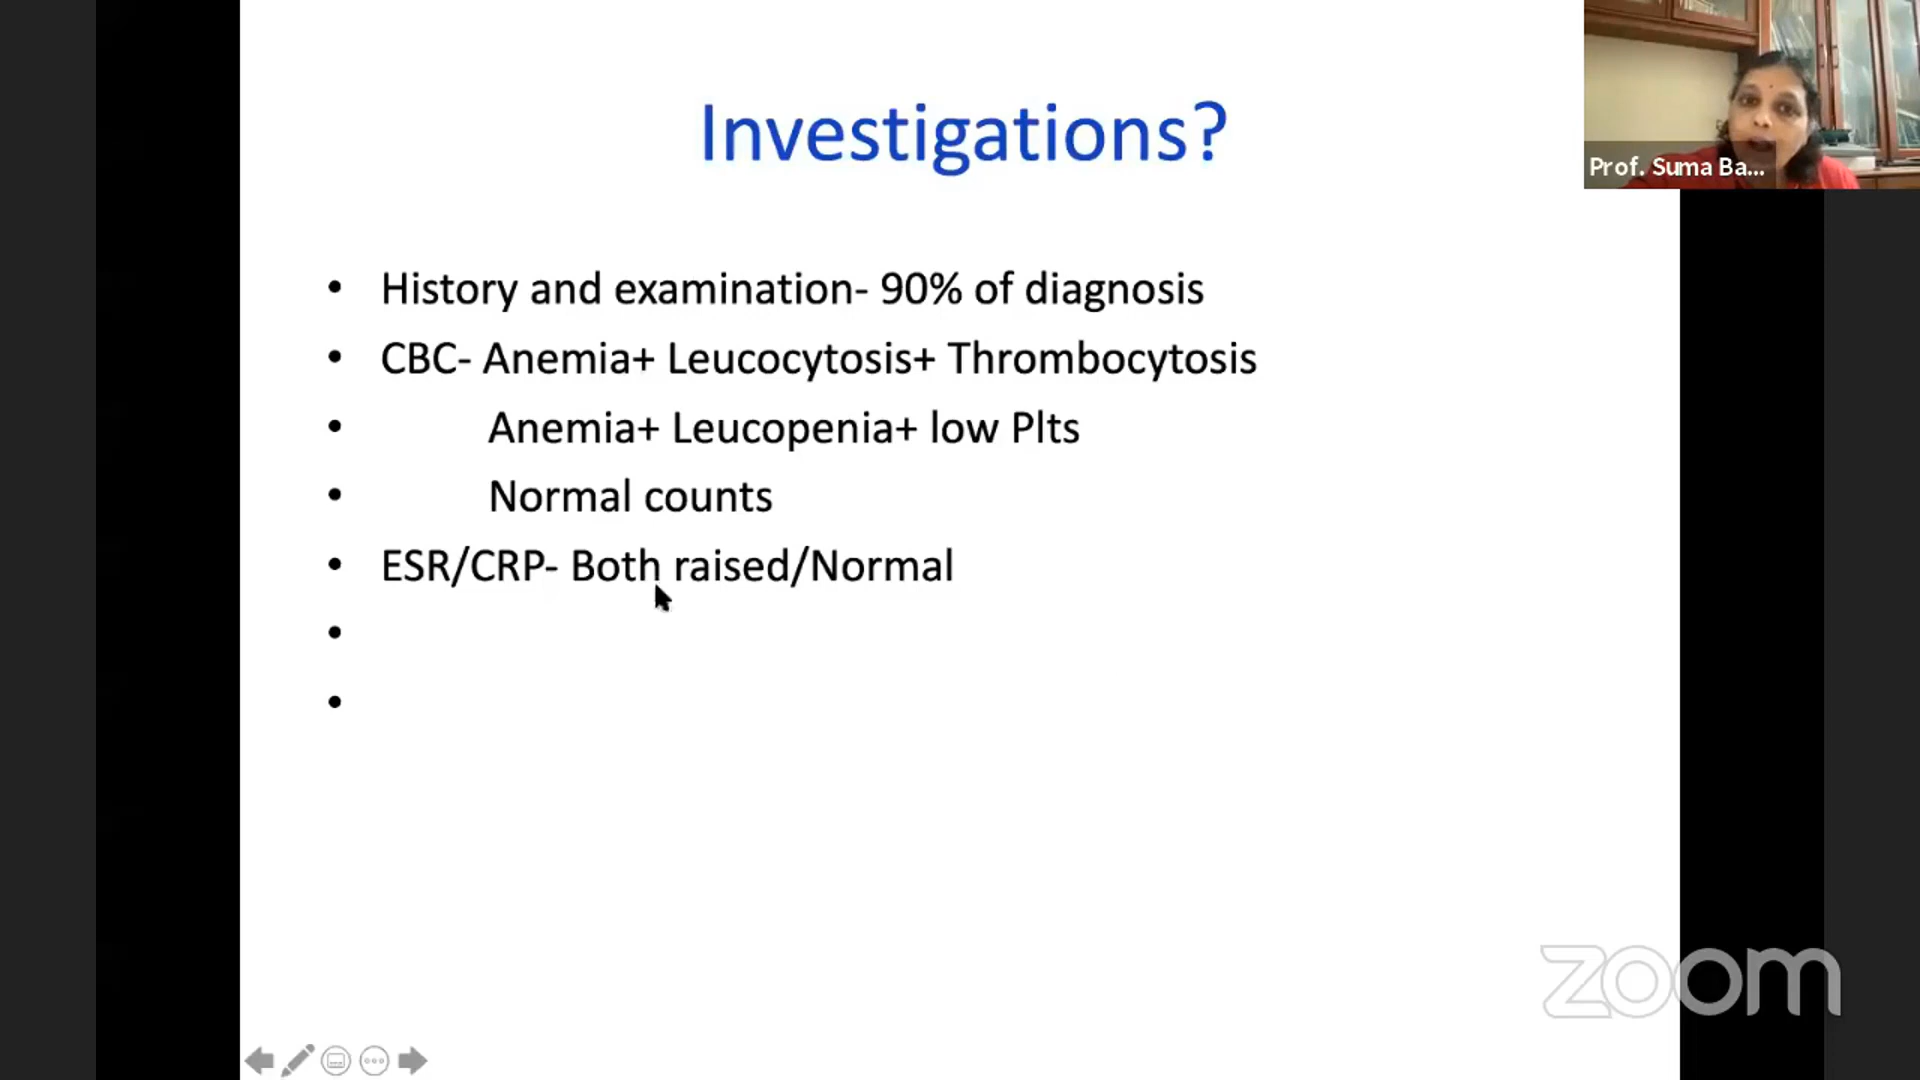 Investigations?
Prof. Suma Ba...
• History and examination- 90% of diagnosis
• CBC- Anemia+ Leucocytosis+ Thrombocytosis
• Anemia+ Leucopenia+ low Plts
• Normal counts
• ESR/CRP- Both raised/Normal
•
•
zoom